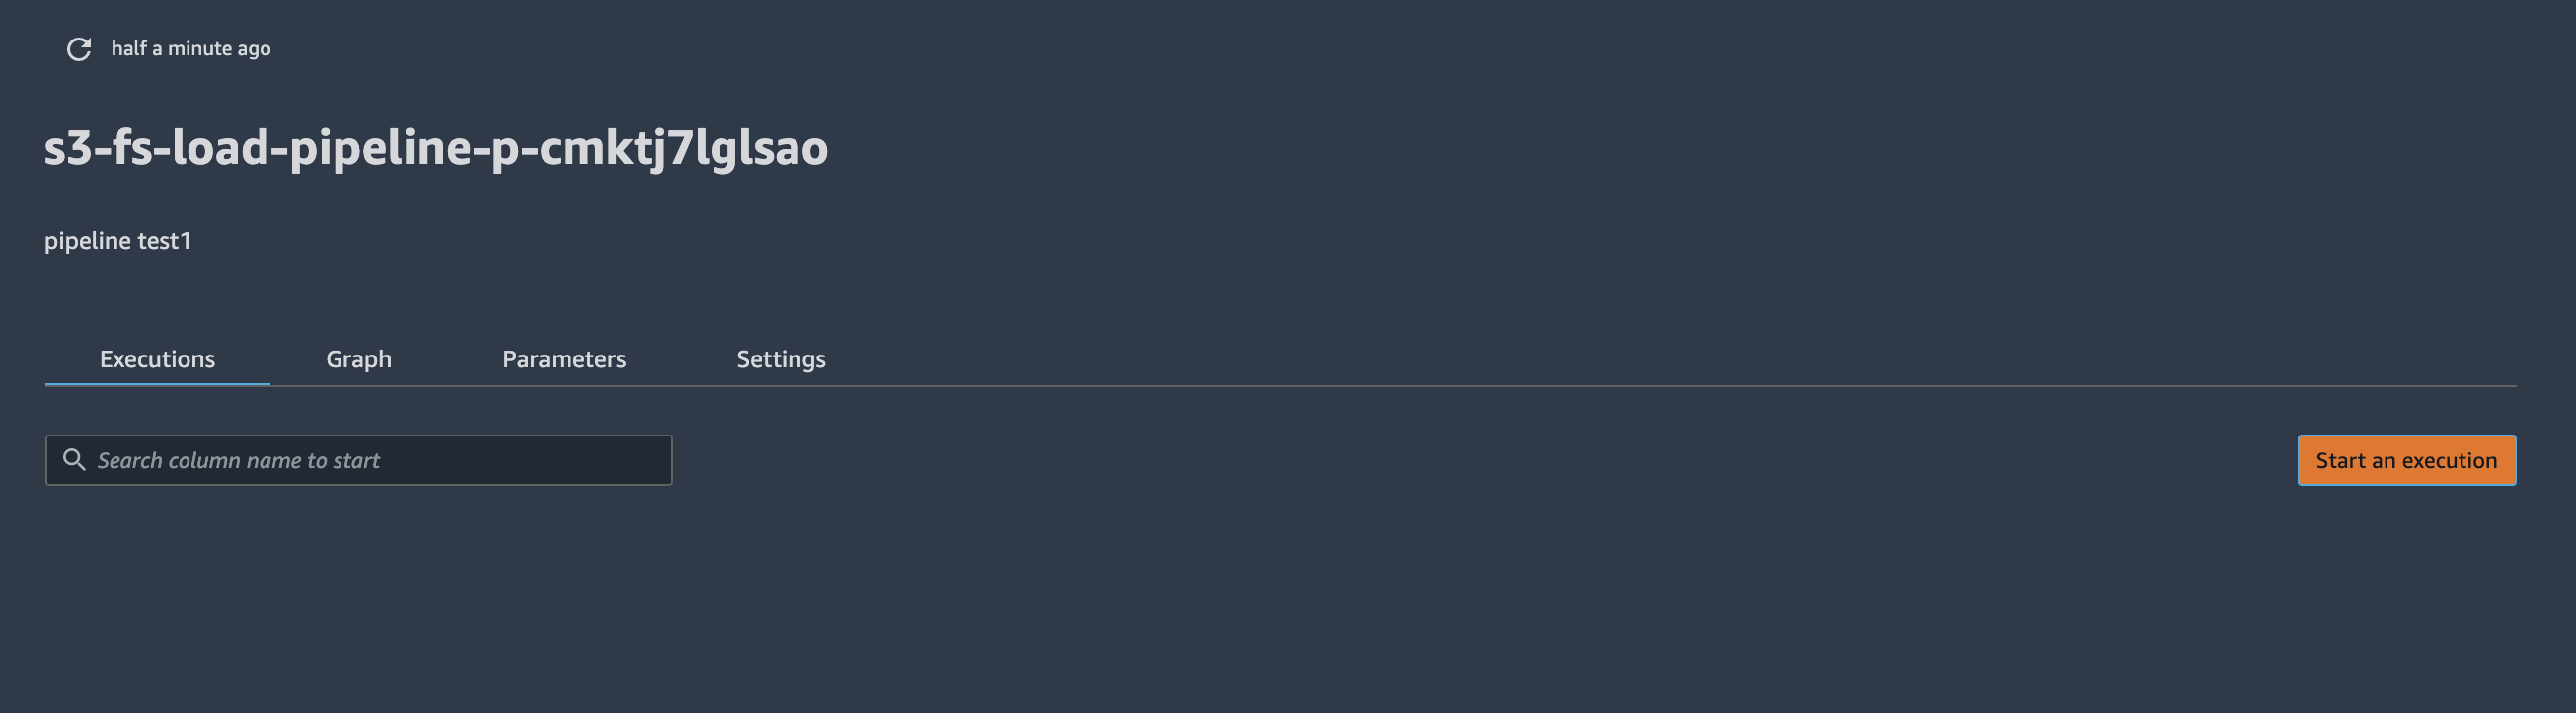 half a minute ago
s3-fs-load-pipeline-p-cmktj7lglsao
pipeline test1
Executions Graph Parameters Settings
Search column name to start Start an execution